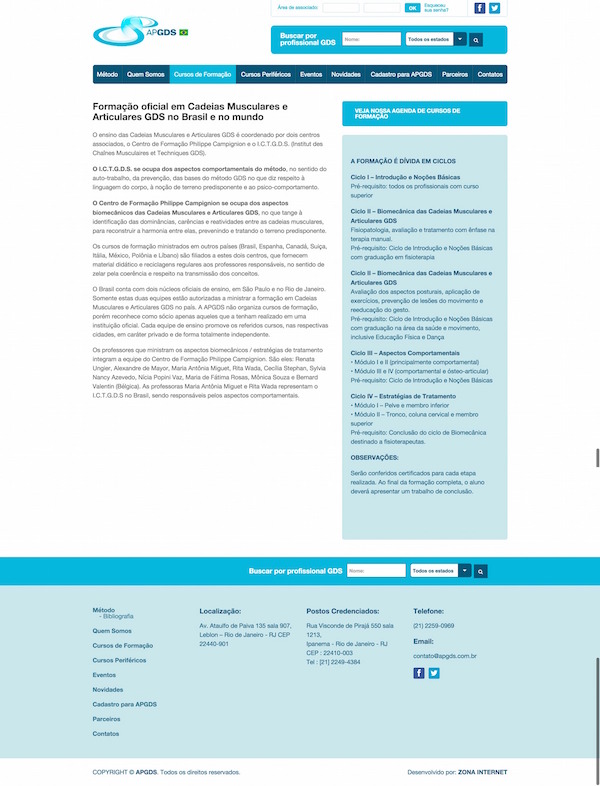 Área de associado:
OK
Esqueceu
sua senha?
APGDS
Buscar por
profissional GDS
Nome:
Todos os estados
Método
Quem Somos
Cursos de Formação
Cursos Periféricos
Eventos
Novidades
Cadastro para APGDS
Parceiros
Contatos
Formação oficial em Cadeias Musculares e
Articulares GDS no Brasil e no mundo
O ensino das Cadeias Musculares e Articulares GDS é coordenado por dois centros
associados, o Centro de Formação Philippe Campignion e o I.C.T.G.D.S. (Institut des
Chaînes Musculaires et Techniques GDS).
O I.C.T.G.D.S. se ocupa dos aspectos comportamentais do método, no sentido do
auto-trabalho, da prevenção, das bases do método GDS no que diz respeito à
linguagem do corpo, à noção de terreno predisponente e ao psico-comportamento.
O Centro de Formação Philippe Campignion se ocupa dos aspectos
biomecânicos das Cadeias Musculares e Articulares GDS, no que tange à
identificação das dominâncias, carências e reatividades entre as cadeias musculares,
para reconstruir a harmonia entre elas, prevenindo e tratando o terreno predisponente.
Os cursos de formação ministrados em outros países (Brasil, Espanha, Canadá, Suíça,
Itália, México, Polônia e Líbano) são filiados a estes dois centros, que fornecem
material didático e reciclagens regulares aos professores responsáveis, no sentido de
zelar pela coerência e respeito na transmissão dos conceitos.
O Brasil conta com dois núcleos oficiais de ensino, em São Paulo e no Rio de Janeiro.
Somente estas duas equipes estão autorizadas a ministrar a formação em Cadeias
Musculares e Articulares GDS no país. A APGDS não organiza cursos de formação,
porém reconhece como sócio apenas aqueles que a tenham realizado em uma
instituição oficial. Cada equipe de ensino promove os referidos cursos, nas respectivas
cidades, em caráter privado e de forma totalmente independente.
Os professores que ministram os aspectos biomecânicos / estratégias de tratamento
integram a equipe do Centro de Formação Philippe Campignion. São eles: Renata
Ungier, Alexandre de Mayor, Maria Antônia Miguet, Rita Wada, Cecília Stephan, Sylvia
Nancy Azevedo, Nicia Popini Vaz, Maria de Fátima Rosas, Mônica Souza e Bernard
Valentin (Bélgica). As professoras Maria Antônia Miguet e Rita Wada representam o
I.C.T.G.D.S no Brasil, sendo responsáveis pelos aspectos comportamentais.
VEJA NOSSA AGENDA DE CURSOS DE
FORMAÇÃO
A FORMAÇÃO É DÍVIDA EM CICLOS
Ciclo I – Introdução e Noções Básicas
Pré-requisito: todos os profissionais com curso
superior
Ciclo II – Biomecânica das Cadeias Musculares e
Articulares GDS
Fisiopatologia, avaliação e tratamento com ênfase na
terapia manual.
Pré-requisito: Ciclo de Introdução e Noções Básicas
com graduação em fisioterapia
Ciclo II – Biomecânica das Cadeias Musculares e
Articulares GDS
Avaliação dos aspectos posturais, aplicação de
exercícios, prevenção de lesões do movimento e
reeducação do gesto.
Pré-requisito: Ciclo de Introdução e Noções Básicas
com graduação na área da saúde e movimento,
inclusive Educação Física e Dança
Ciclo III – Aspectos Comportamentais
• Módulo I e II (principalmente comportamental)
• Módulo III e IV (comportamental e ósteo-articular)
Pré-requisito: Ciclo de Introdução e Noções Básicas
Ciclo IV – Estratégias de Tratamento
• Módulo I – Pelve e membro inferior
• Módulo II – Tronco, coluna cervical e membro
superior
Pré-requisito: Conclusão do ciclo de Biomecânica
destinado a fisioterapeutas.
OBSERVAÇÕES:
Serão conferidos certificados para cada etapa
realizada. Ao final da formação completa, o aluno
deverá apresentar um trabalho de conclusão.
Buscar por profissional GDS
Nome:
Todos os estados
Método
- Bibliografia
Quem Somos
Cursos de Formação
Cursos Periféricos
Eventos
Novidades
Cadastro para APGDS
Parceiros
Contatos
Localização:
Av. Ataulfo de Paiva 135 sala 907,
Leblon – Rio de Janeiro - RJ CEP
22440-901
Postos Credenciados:
Rua Visconde de Pirajá 550 sala
1213,
Ipanema - Rio de Janeiro - RJ
CEP : 22410-003
Tel : [21] 2249-4384
Telefone:
(21) 2259-0969
Email:
contato@apgds.com.br
COPYRIGHT © APGDS. Todos os direitos reservados.
Desenvolvido por: ZONA INTERNET